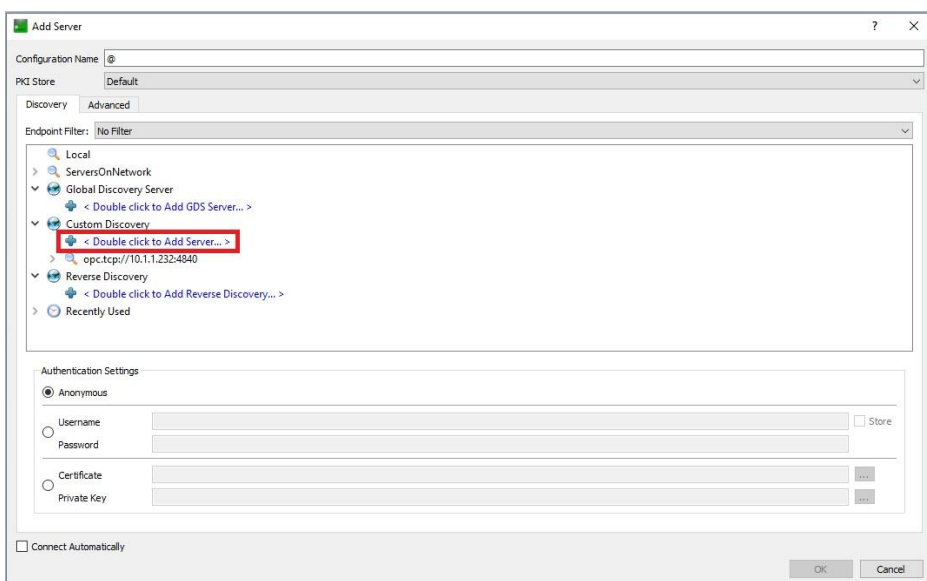 Add Server
Configuration Name @
PKI Store Default
Discovery Advanced
Endpoint Filter: No Filter
Local
ServersOnNetwork
Global Discovery Server
< Double click to Add GDS Server... >
Custom Discovery
< Double click to Add Server... >
opc.tcp://10.1.1.232:4840
Reverse Discovery
< Double click to Add Reverse Discovery... >
Recently Used
Authentication Settings
Anonymous
Username Store
Password
Certificate ...
Private Key ...
Connect Automatically
OK Cancel